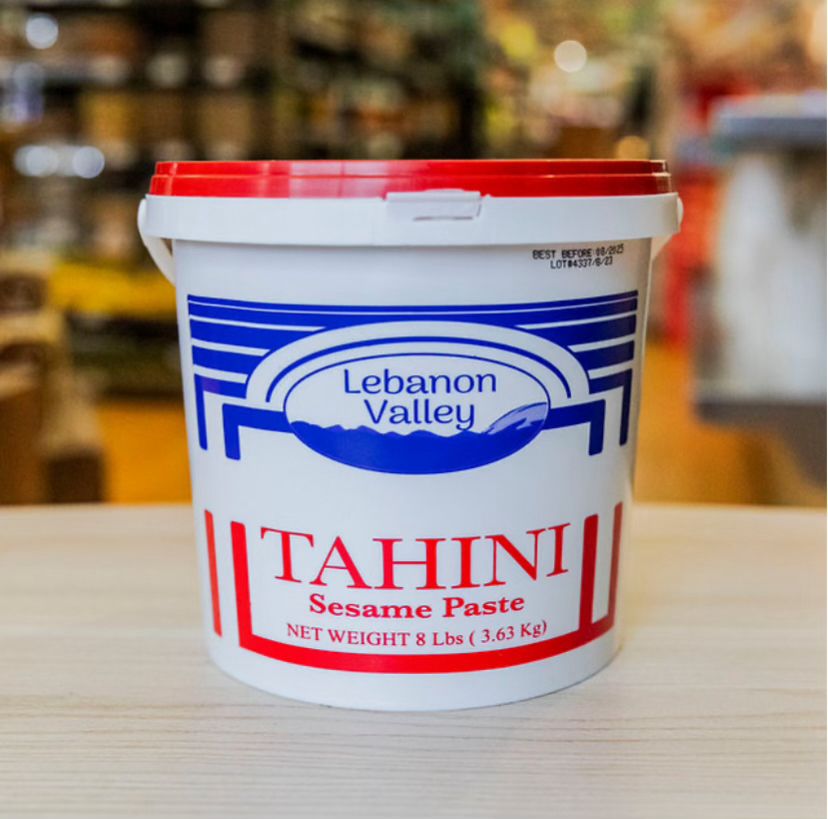 BEST BEFORE:08/2025
LOT#4337/8/23
Lebanon
Valley
TAHINI
Sesame Paste
NET WEIGHT 8 Lbs ( 3.63 Kg)